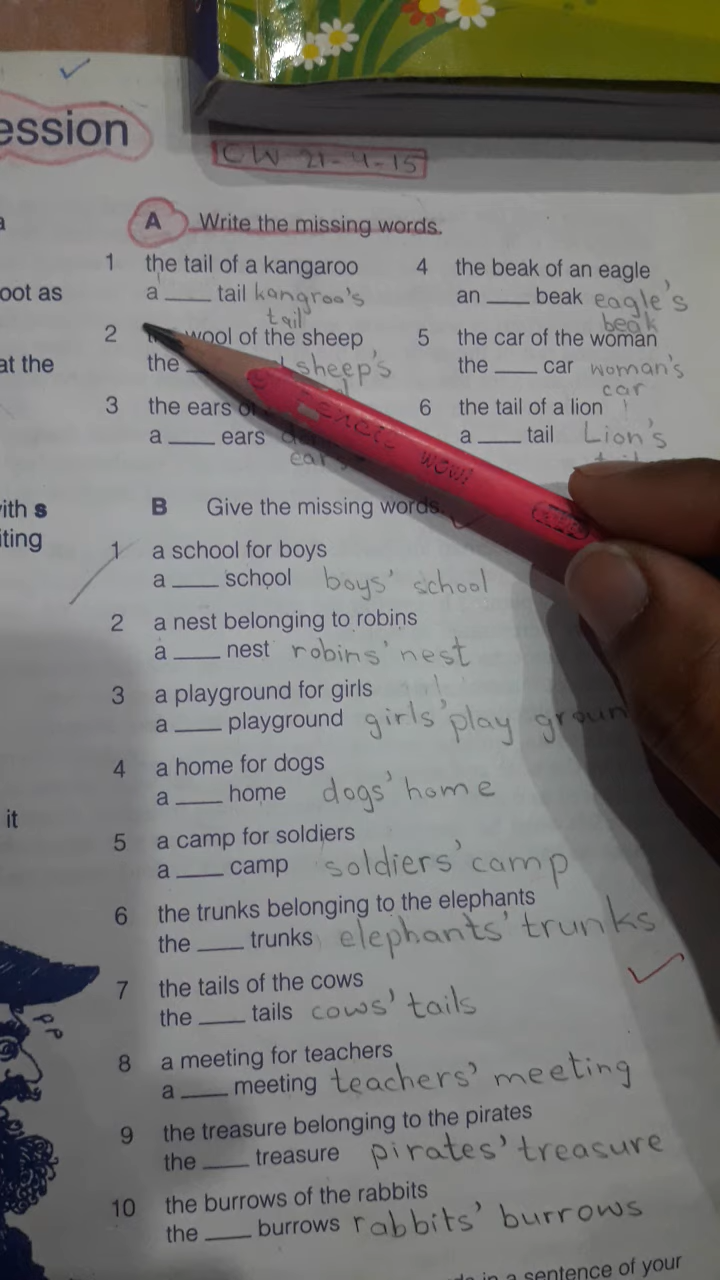 ession
CW 21-4-15
A Write the missing words.
1 the tail of a kangaroo
a ____ tail kangroo's
tail
2 wool of the sheep
the sheep's
3 the ears
a ____ ears
4 the beak of an eagle
an ____ beak eagle's
beak
5 the car of the woman
the ____ car woman's
car
6 the tail of a lion
a ____ tail Lion's
oot as
at the
ith s
iting
it
B Give the missing words.
1 a school for boys
a ____ school boys' school
2 a nest belonging to robins
a ____ nest robins' nest
3 a playground for girls
a ____ playground girls' play groun
4 a home for dogs
a ____ home dogs' home
5 a camp for soldiers
a ____ camp soldiers' camp
6 the trunks belonging to the elephants
the ____ trunks elephants' trunks
7 the tails of the cows
the ____ tails cows' tails
8 a meeting for teachers
a ____ meeting teachers' meeting
9 the treasure belonging to the pirates
the ____ treasure pirates' treasure
10 the burrows of the rabbits
the ____ burrows rabbits' burrows
in a sentence of your